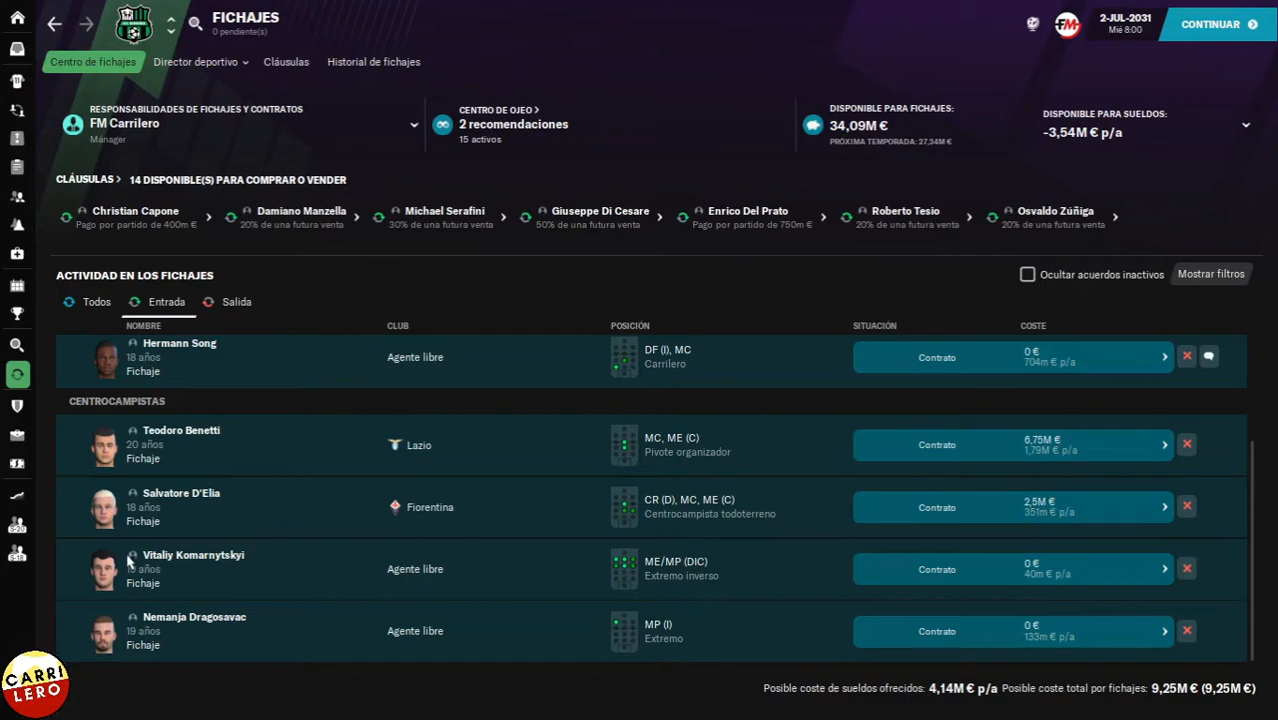 FICHAJES
0 pendiente(s)
2-JUL-2031
Mié 8:00
CONTINUAR
FM
Centro de fichajes
Director deportivo
Cláusulas
Historial de fichajes
RESPONSABILIDADES DE FICHAJES Y CONTRATOS
FM Carrilero
Mánager
CENTRO DE OJEO
2 recomendaciones
15 activos
DISPONIBLE PARA FICHAJES:
34,09M €
PRÓXIMA TEMPORADA: 27,34M €
DISPONIBLE PARA SUELDOS:
-3,54M € p/a
CLÁUSULAS 14 DISPONIBLE(S) PARA COMPRAR O VENDER
Christian Capone
Pago por partido de 400m €
Damiano Manzella
20% de una futura venta
Michael Serafini
30% de una futura venta
Giuseppe Di Cesare
50% de una futura venta
Enrico Del Prato
Pago por partido de 750m €
Roberto Tesio
20% de una futura venta
Osvaldo Zúñiga
20% de una futura venta
ACTIVIDAD EN LOS FICHAJES
Ocultar acuerdos inactivos
Mostrar filtros
Todos
Entrada
Salida
NOMBRE CLUB POSICIÓN SITUACIÓN COSTE
Hermann Song
18 años
Fichaje
Agente libre
DF (I), MC
Carrilero
Contrato
0 €
704m € p/a
CENTROCAMPISTAS
Teodoro Benetti
20 años
Fichaje
Lazio
MC, ME (C)
Pivote organizador
Contrato
6,75M €
1,79M € p/a
Salvatore D'Elia
18 años
Fichaje
Fiorentina
CR (D), MC, ME (C)
Centrocampista todoterreno
Contrato
2,5M €
351m € p/a
Vitaliy Komarnytskyi
años
Fichaje
Agente libre
ME/MP (DIC)
Extremo inverso
Contrato
0 €
40m € p/a
Nemanja Dragosavac
19 años
Fichaje
Agente libre
MP (I)
Extremo
Contrato
0 €
133m € p/a
Posible coste de sueldos ofrecidos: 4,14M € p/a Posible coste total por fichajes: 9,25M € (9,25M €)
CARRI
LERO